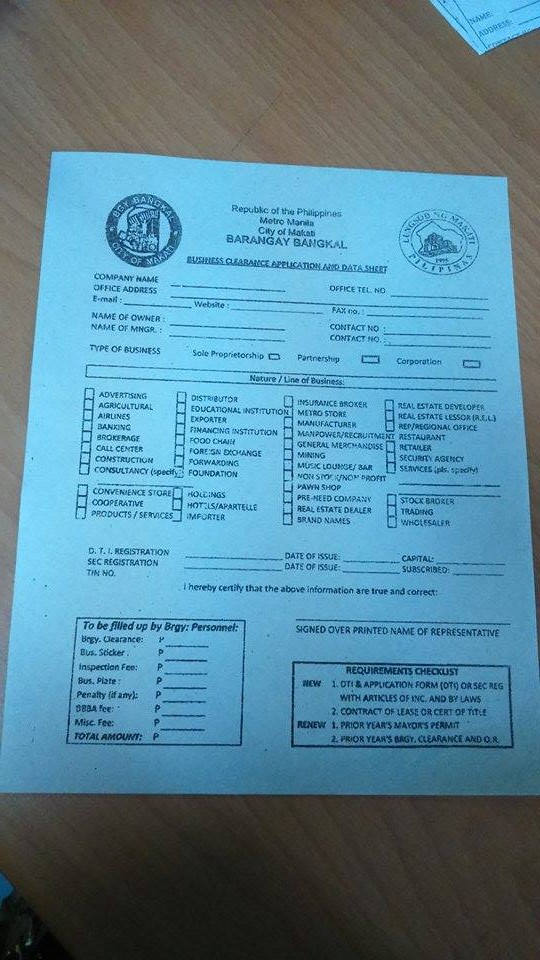 NAME:
ADDRESS:
BRGY BANGKAL
CITY OF MAKATI
Republic of the Philippines
Metro Manila
City of Makati
BARANGAY BANGKAL
LUNGSOD NG MAKATI
PILIPINAS
1995
BUSINESS CLEARANCE APPLICATION AND DATA SHEET
COMPANY NAME
OFFICE ADDRESS OFFICE TEL. NO.
E-mail : Website : FAX no. :
NAME OF OWNER : CONTACT NO :
NAME OF MNGR. : CONTACT NO. :
TYPE OF BUSINESS Sole Proprietorship Partnership Corporation
Nature / Line of Business:
ADVERTISING
AGRICULTURAL
AIRLINES
BANKING
BROKERAGE
CALL CENTER
CONSTRUCTION
CONSULTANCY (specify)
CONVENIENCE STORE
COOPERATIVE
PRODUCTS / SERVICES
DISTRIBUTOR
EDUCATIONAL INSTITUTION
EXPORTER
FINANCING INSTITUTION
FOOD CHAIN
FOREIGN EXCHANGE
FORWARDING
FOUNDATION
HOLDINGS
HOTELS/APARTELLE
IMPORTER
INSURANCE BROKER
METRO STORE
MANUFACTURER
MANPOWER/RECRUITMENT
GENERAL MERCHANDISE
MINING
MUSIC LOUNGE/ BAR
NON STOCK/NON PROFIT
PAWN SHOP
PRE-NEED COMPANY
REAL ESTATE DEALER
BRAND NAMES
REAL ESTATE DEVELOPER
REAL ESTATE LESSOR (R.E.L.)
REP/REGIONAL OFFICE
RESTAURANT
RETAILER
SECURITY AGENCY
SERVICES (pls. specify)
STOCK BROKER
TRADING
WHOLESALER
D. T. I. REGISTRATION DATE OF ISSUE: CAPITAL:
SEC REGISTRATION DATE OF ISSUE: SUBSCRIBED:
TIN NO.
I hereby certify that the above information are true and correct:
SIGNED OVER PRINTED NAME OF REPRESENTATIVE
To be filled up by Brgy: Personnel:
Brgy. Clearance: P
Bus. Sticker : P
Inspection Fee: P
Bus. Plate : P
Penalty (if any): P
BBBA fee: P
Misc. Fee: P
TOTAL AMOUNT: P
REQUIREMENTS CHECKLIST
NEW 1. DTI & APPLICATION FORM (DTI) OR SEC REG
WITH ARTICLES OF INC. AND BY LAWS
2. CONTRACT OF LEASE OR CERT OF TITLE
RENEW 1. PRIOR YEAR'S MAYOR'S PERMIT
2. PRIOR YEAR'S BRGY. CLEARANCE AND O.R.